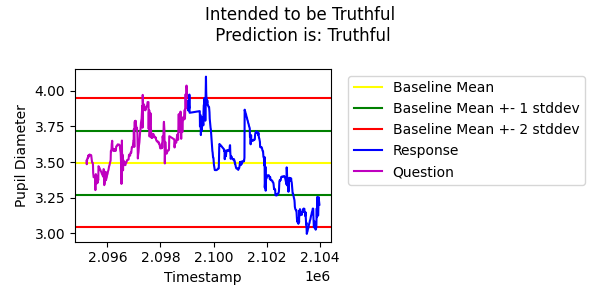 Intended to be Truthful
Prediction is: Truthful
Pupil Diameter
4.00
3.75
3.50
3.25
3.00
2.096 2.098 2.100 2.102 2.104
1e6
Timestamp
Baseline Mean
Baseline Mean +- 1 stddev
Baseline Mean +- 2 stddev
Response
Question